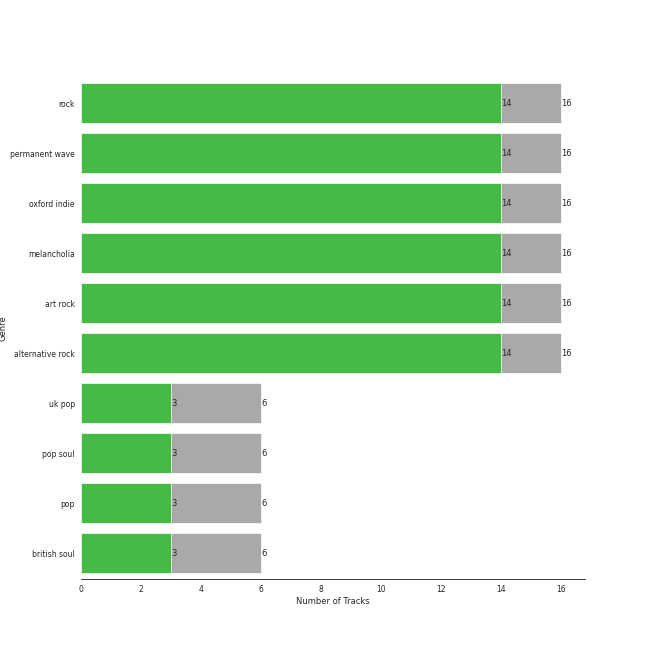 rock 14 16
permanent wave 14 16
oxford indie 14 16
melancholia 14 16
art rock 14 16
Genre
alternative rock 14 16
uk pop 3 6
pop soul 3 6
pop 3 6
british soul 3 6
0 2 4 6 8 10 12 14 16
Number of Tracks